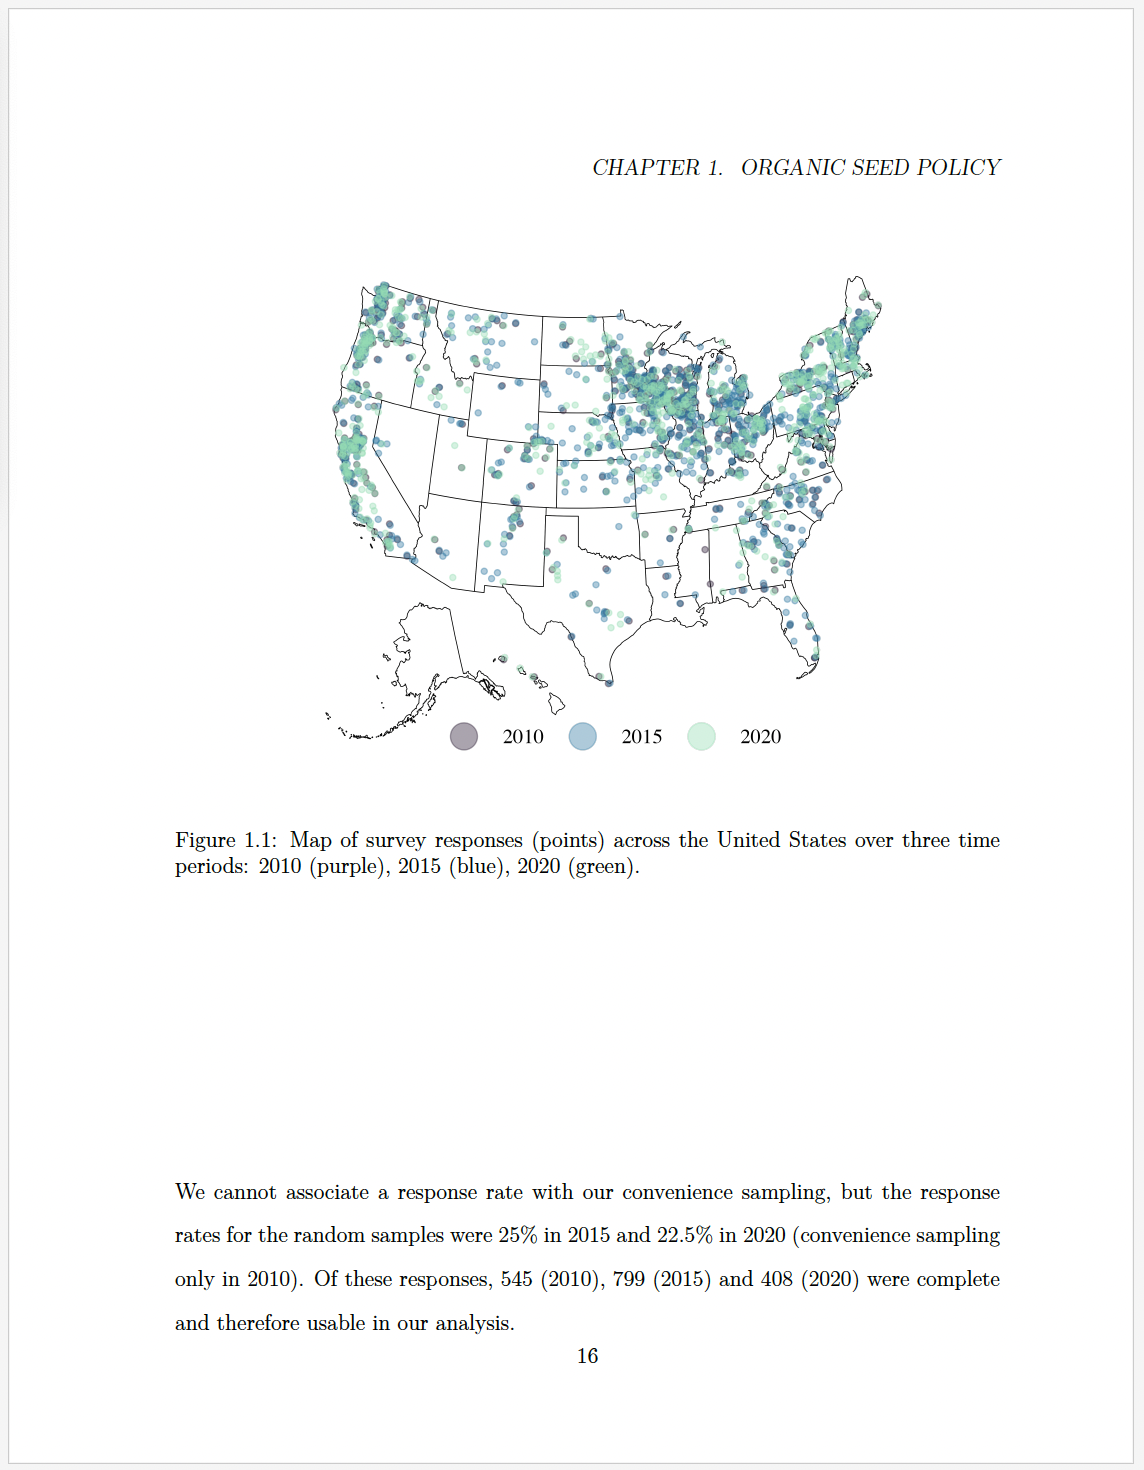 CHAPTER 1. ORGANIC SEED POLICY
2010 2015 2020
Figure 1.1: Map of survey responses (points) across the United States over three time
periods: 2010 (purple), 2015 (blue), 2020 (green).
We cannot associate a response rate with our convenience sampling, but the response
rates for the random samples were 25% in 2015 and 22.5% in 2020 (convenience sampling
only in 2010). Of these responses, 545 (2010), 799 (2015) and 408 (2020) were complete
and therefore usable in our analysis.
16